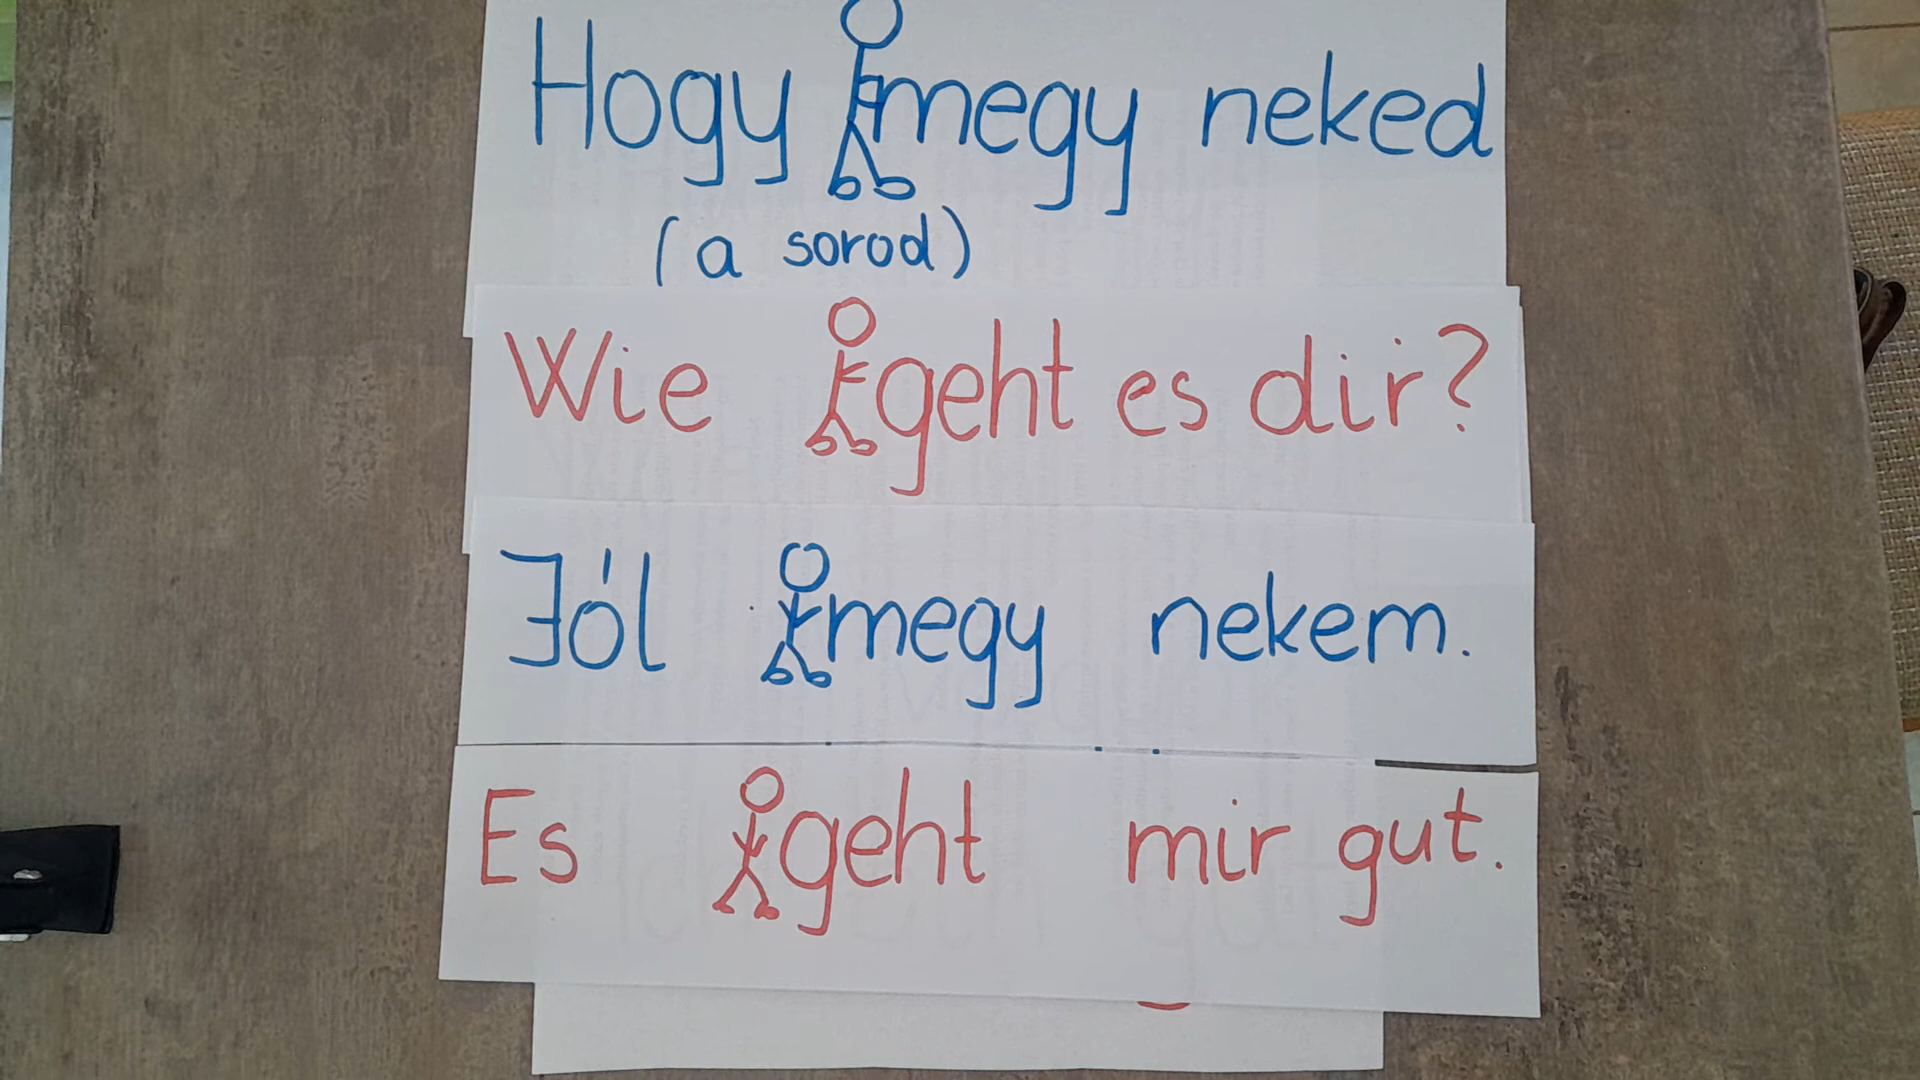 Hogy megy neked
(a sorod)
Wie geht es dir?
Jól megy nekem.
Es geht mir gut.